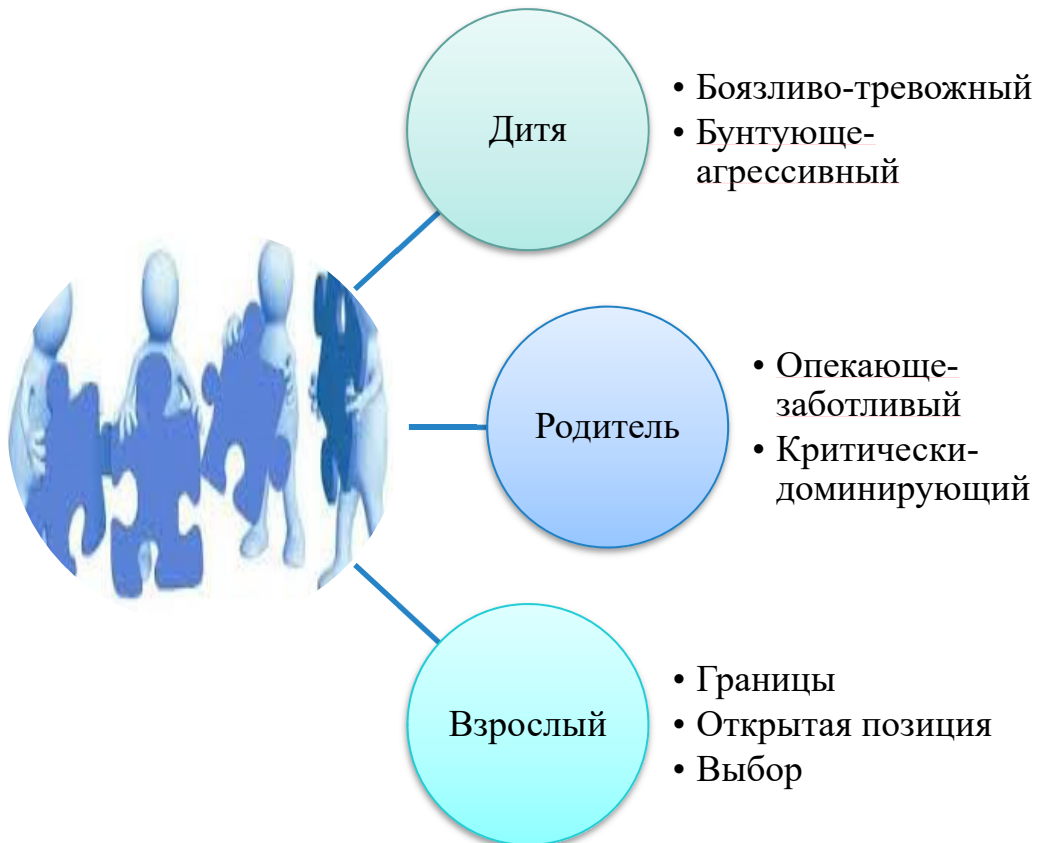 Дитя
• Боязливо-тревожный
• Бунтующе-
агрессивный
Родитель
• Опекающе-
заботливый
• Критически-
доминирующий
Взрослый
• Границы
• Открытая позиция
• Выбор